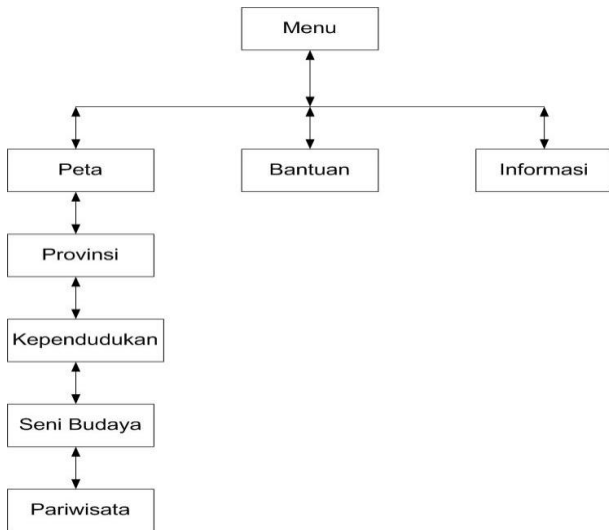 Menu
Peta
Bantuan
Informasi
Provinsi
Kependudukan
Seni Budaya
Pariwisata